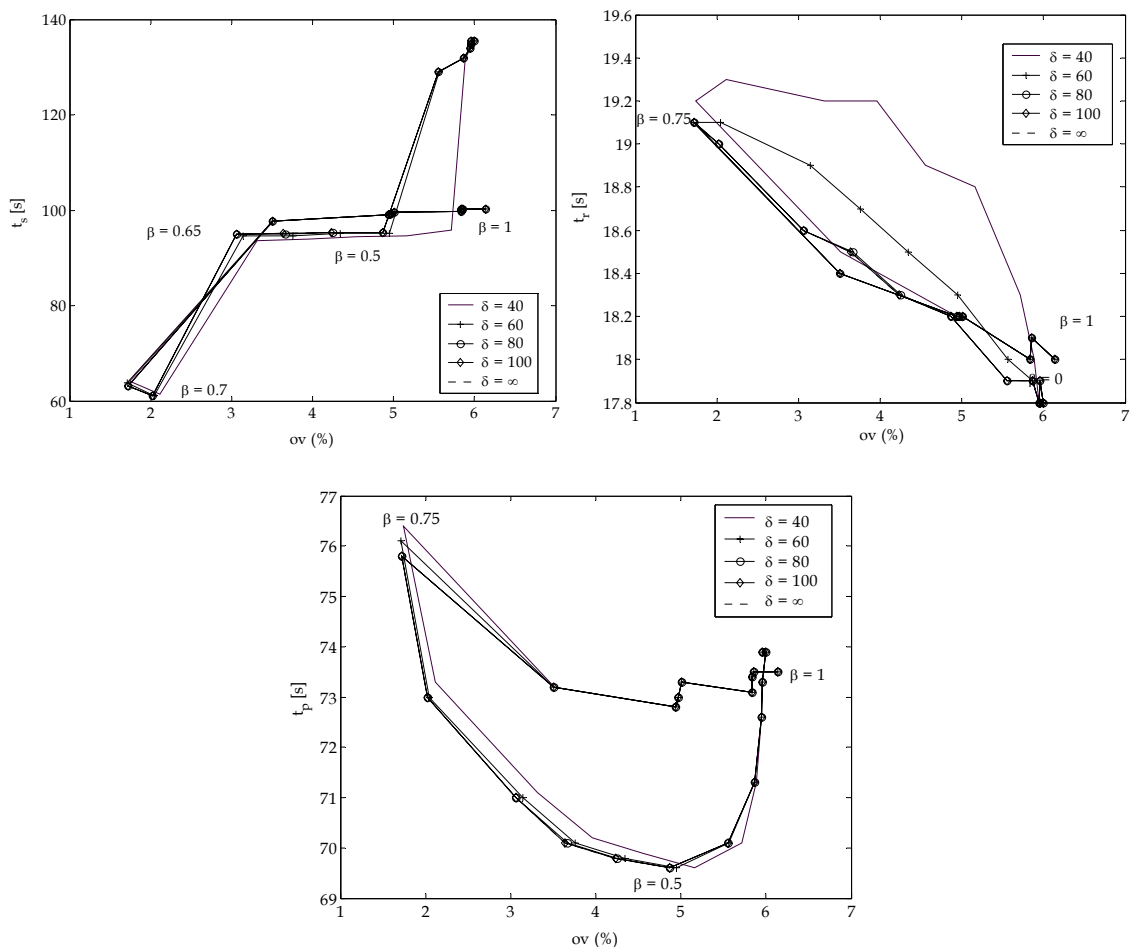 140
120
100
80
60
1
2
3
4
5
6
7
t_s [s]
ov (%)
β = 0.65
β = 0.5
β = 1
β = 0.7
δ = 40
δ = 60
δ = 80
δ = 100
δ = ∞
19.6
19.4
19.2
19
18.8
18.6
18.4
18.2
18
17.8
1
2
3
4
5
6
7
t_r [s]
ov (%)
β = 0.75
β = 1
= 0
δ = 40
δ = 60
δ = 80
δ = 100
δ = ∞
77
76
75
74
73
72
71
70
69
1
2
3
4
5
6
7
t_p [s]
ov (%)
β = 0.75
β = 1
β = 0.5
δ = 40
δ = 60
δ = 80
δ = 100
δ = ∞